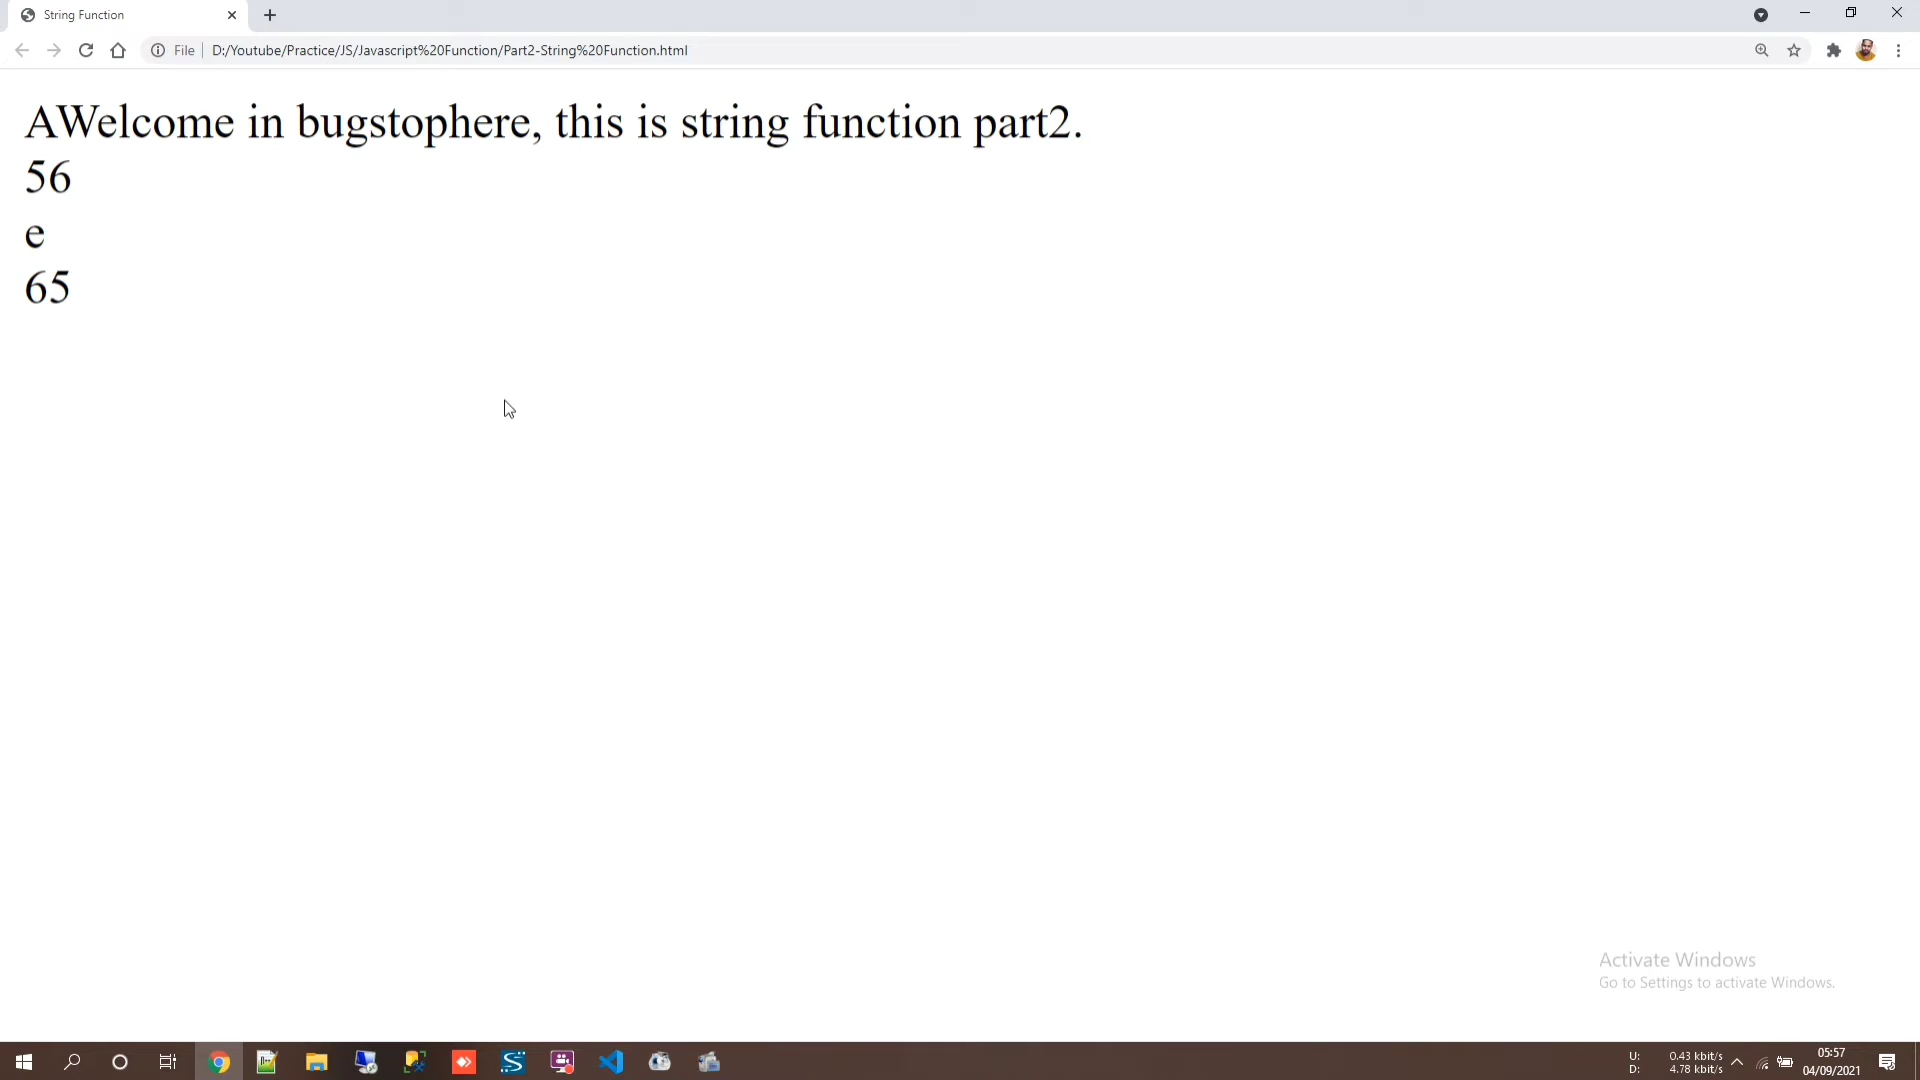 String Function
File
D:/Youtube/Practice/JS/Javascript%20Function/Part2-String%20Function.html
AWelcome in bugstophere, this is string function part2.
56
e
65
Activate Windows
Go to Settings to activate Windows.
U: 0.43 kbit/s
D: 4.78 kbit/s
05:57
04/09/2021